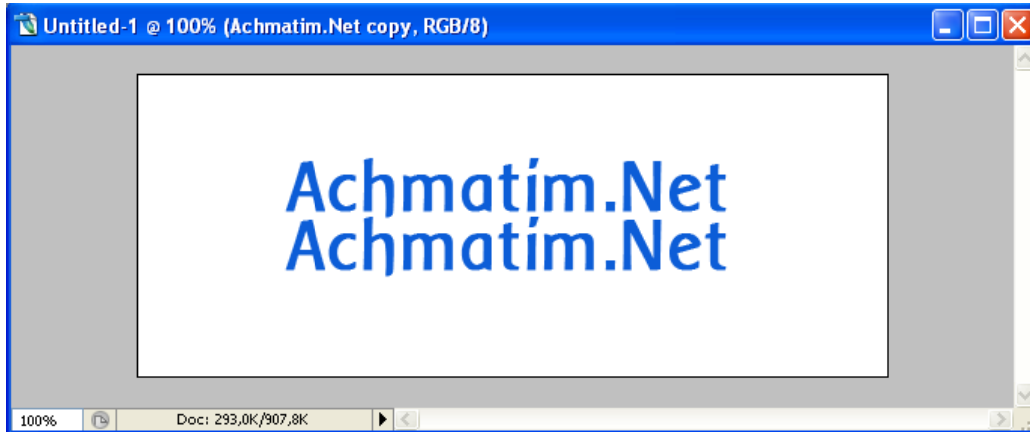 Untitled-1 @ 100% (Achmatim.Net copy, RGB/8)
Achmatim.Net
Achmatim.Net
100% Doc: 293,0K/907,8K